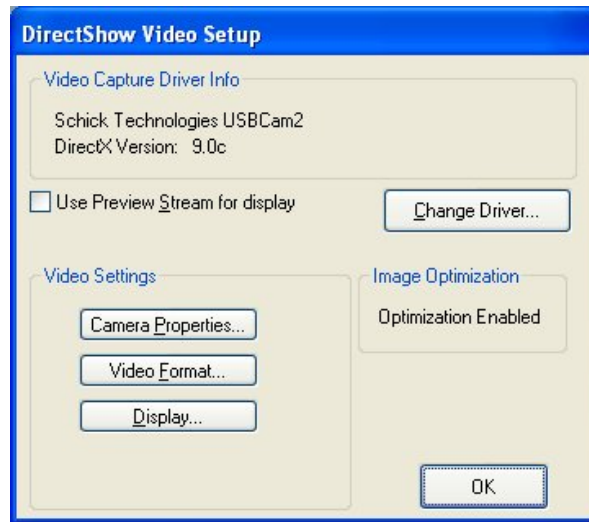 DirectShow Video Setup
Video Capture Driver Info
Schick Technologies USBCam2
DirectX Version: 9.0c
Use Preview Stream for display
Change Driver...
Video Settings
Camera Properties...
Video Format...
Display...
Image Optimization
Optimization Enabled
OK